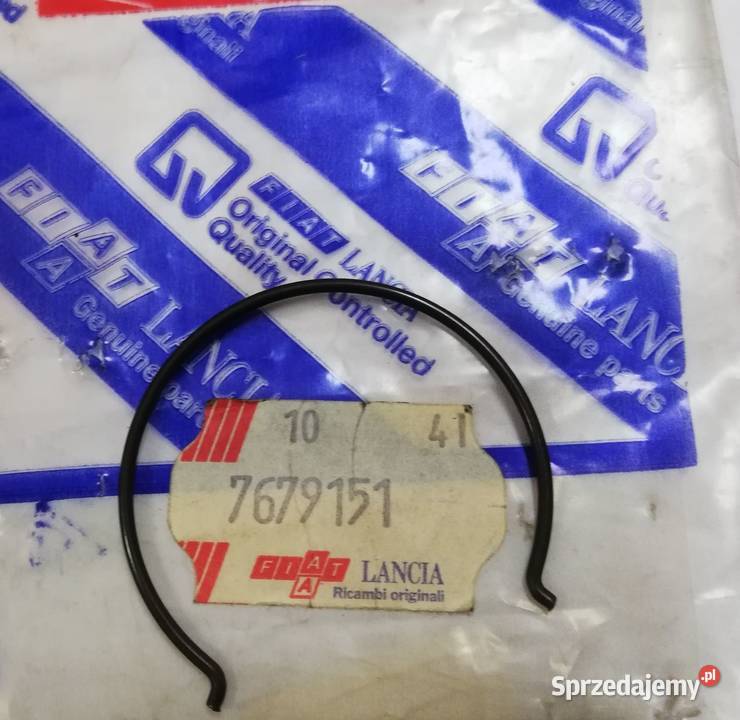 FIAT LANCIA
Genuine parts
FIAT LANCIA
Original Controlled
Quality
FIAT LANCIA
Genuine parts
10 41
7679151
FIAT LANCIA
Ricambi originali
Sprzedajemy.pl